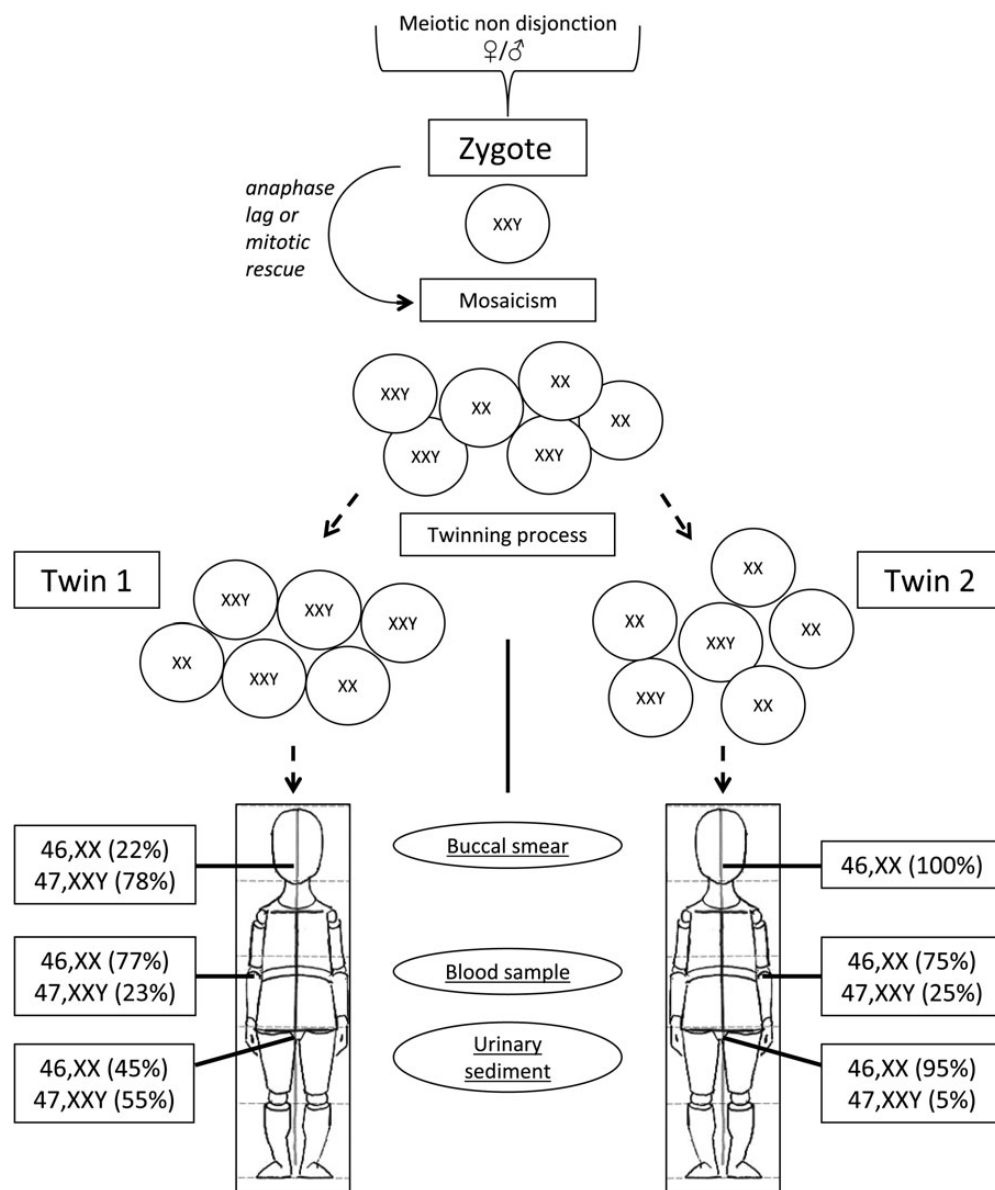 Meiotic non disjonction
♀/♂
Zygote
anaphase
lag or
mitotic
rescue
XXY
Mosaicism
XXY
XX
XX
XX
XXY
XXY
Twinning process
Twin 1
XXY
XXY
XXY
XX
XXY
XX
Twin 2
XX
XX
XXY
XX
XXY
XX
46,XX (22%)
47,XXY (78%)
Buccal smear
46,XX (100%)
46,XX (77%)
47,XXY (23%)
Blood sample
46,XX (75%)
47,XXY (25%)
46,XX (45%)
47,XXY (55%)
Urinary
sediment
46,XX (95%)
47,XXY (5%)